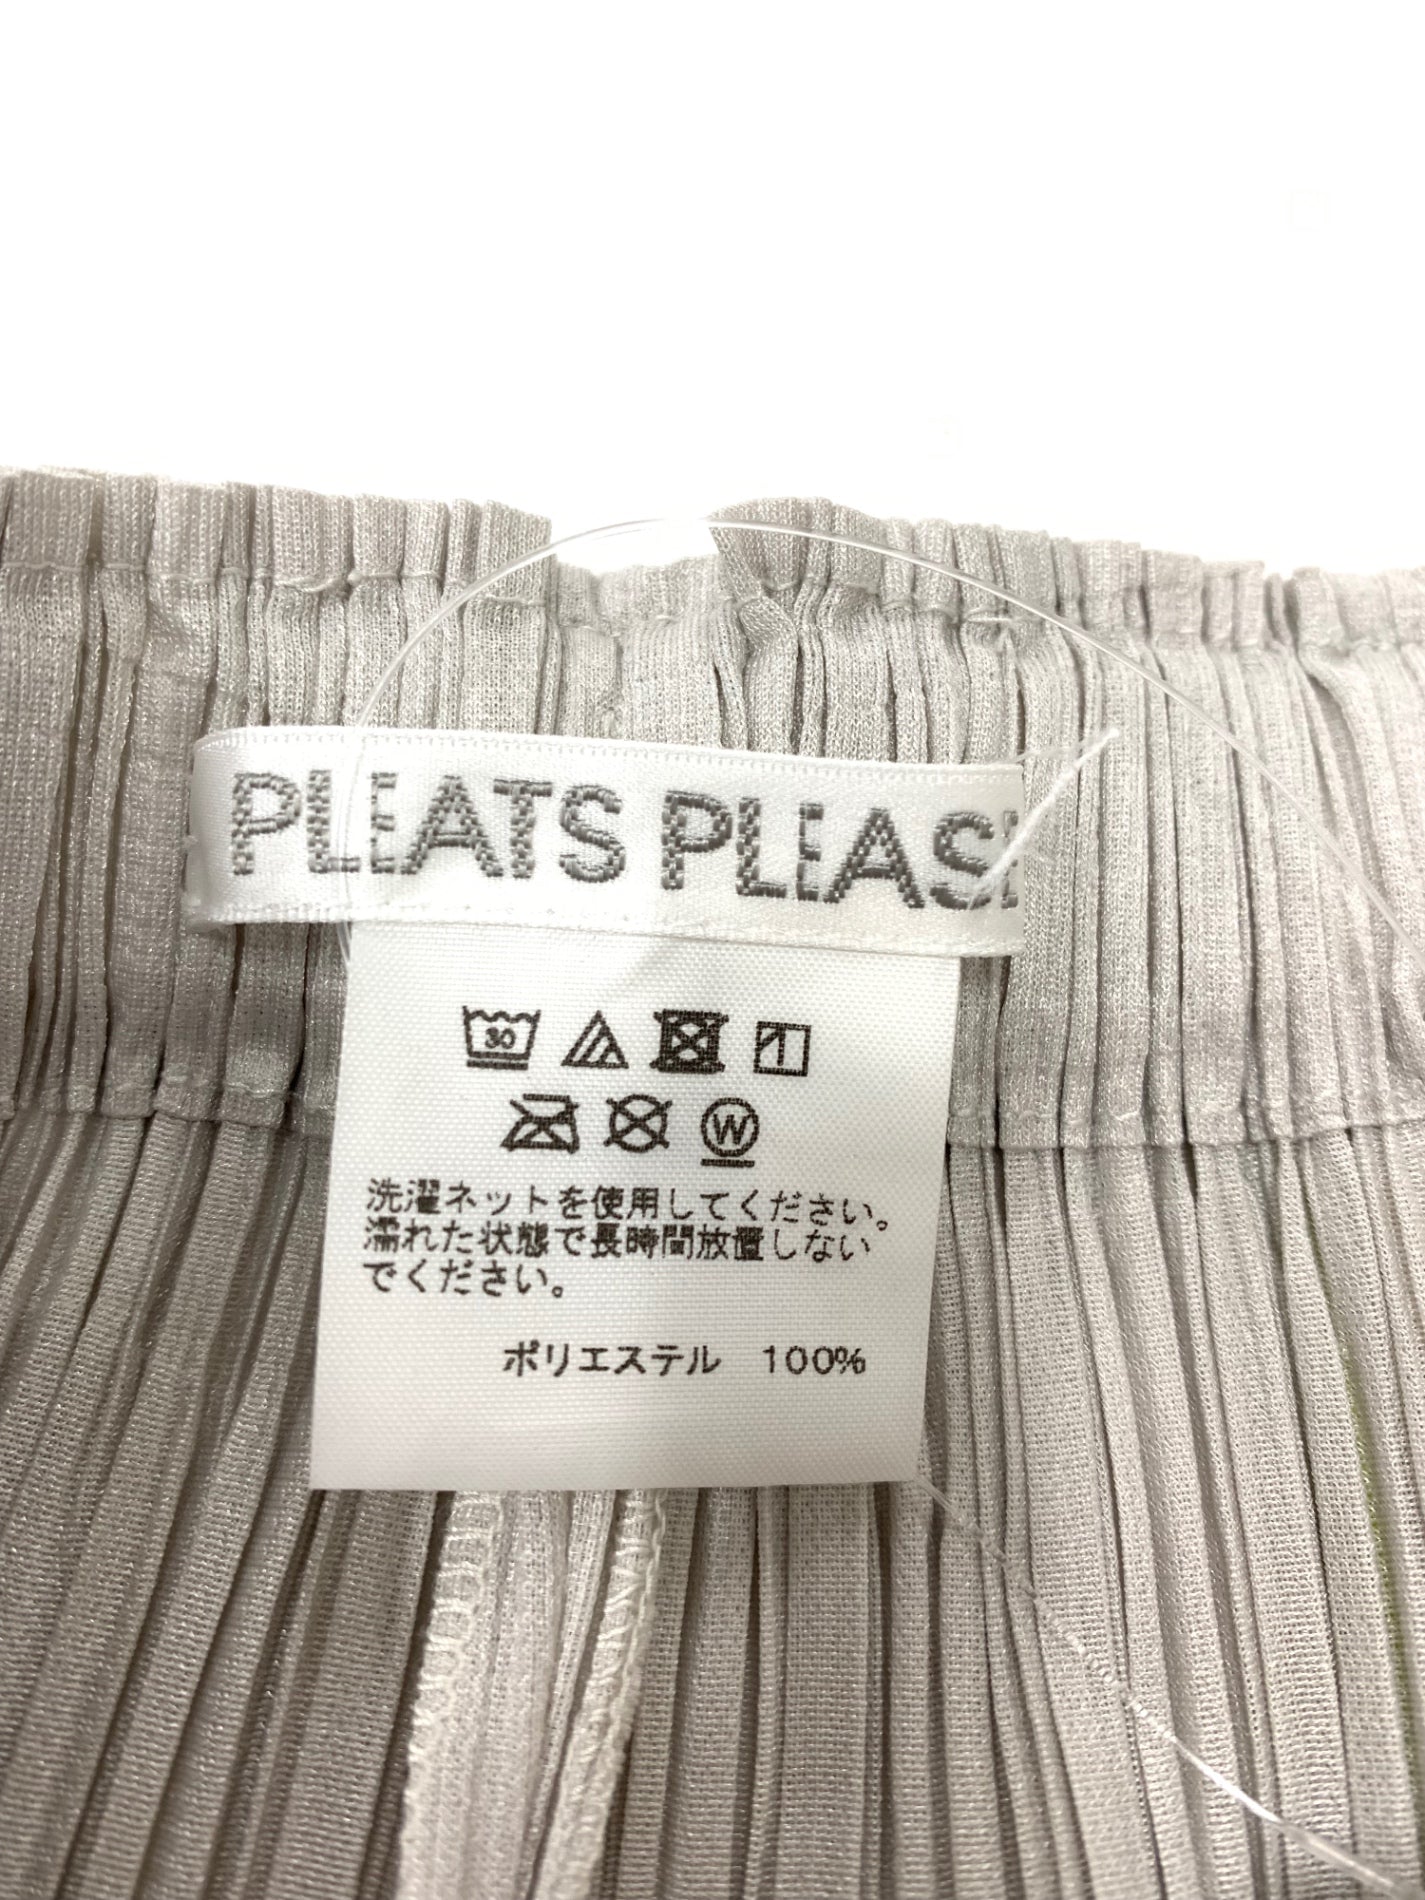 PLEATS PLEASE
30
W
洗濯ネットを使用してください。
濡れた状態で長時間放置しない
でください。
ポリエステル 100%